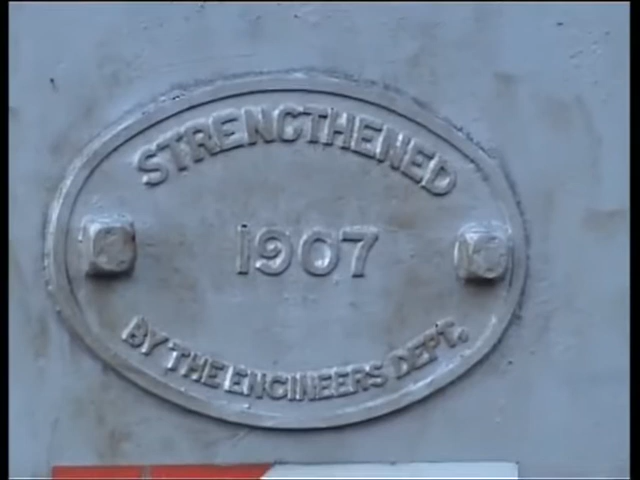 STRENGTHENED
1907
BY THE ENGINEERS DEPT.